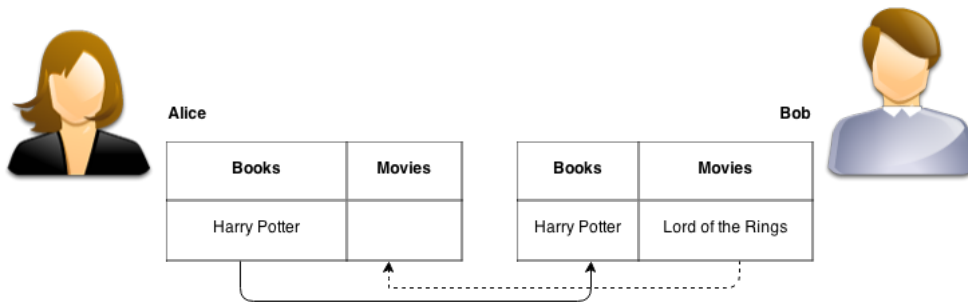 Alice
Bob
Books Movies
Harry Potter
Books Movies
Harry Potter Lord of the Rings